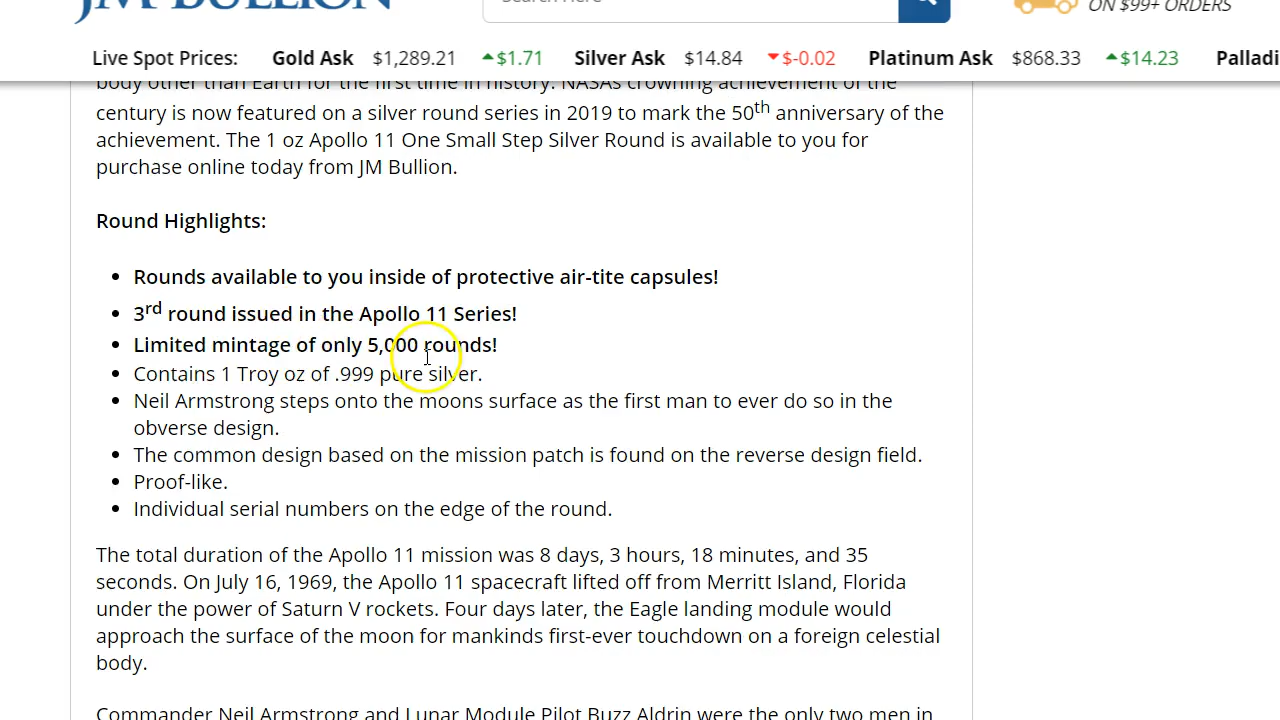 JM BULLION
Search Here
ON $99+ ORDERS
Live Spot Prices: Gold Ask $1,289.21 $1.71 Silver Ask $14.84 $-0.02 Platinum Ask $868.33 $14.23 Palladi
body other than Earth for the first time in history. NASAs crowning achievement of the
century is now featured on a silver round series in 2019 to mark the 50th anniversary of the
achievement. The 1 oz Apollo 11 One Small Step Silver Round is available to you for
purchase online today from JM Bullion.
Round Highlights:
• Rounds available to you inside of protective air-tite capsules!
• 3rd round issued in the Apollo 11 Series!
• Limited mintage of only 5,000 rounds!
• Contains 1 Troy oz of .999 pure silver.
• Neil Armstrong steps onto the moons surface as the first man to ever do so in the
obverse design.
• The common design based on the mission patch is found on the reverse design field.
• Proof-like.
• Individual serial numbers on the edge of the round.
The total duration of the Apollo 11 mission was 8 days, 3 hours, 18 minutes, and 35
seconds. On July 16, 1969, the Apollo 11 spacecraft lifted off from Merritt Island, Florida
under the power of Saturn V rockets. Four days later, the Eagle landing module would
approach the surface of the moon for mankinds first-ever touchdown on a foreign celestial
body.
Commander Neil Armstrong and Lunar Module Pilot Buzz Aldrin were the only two men in